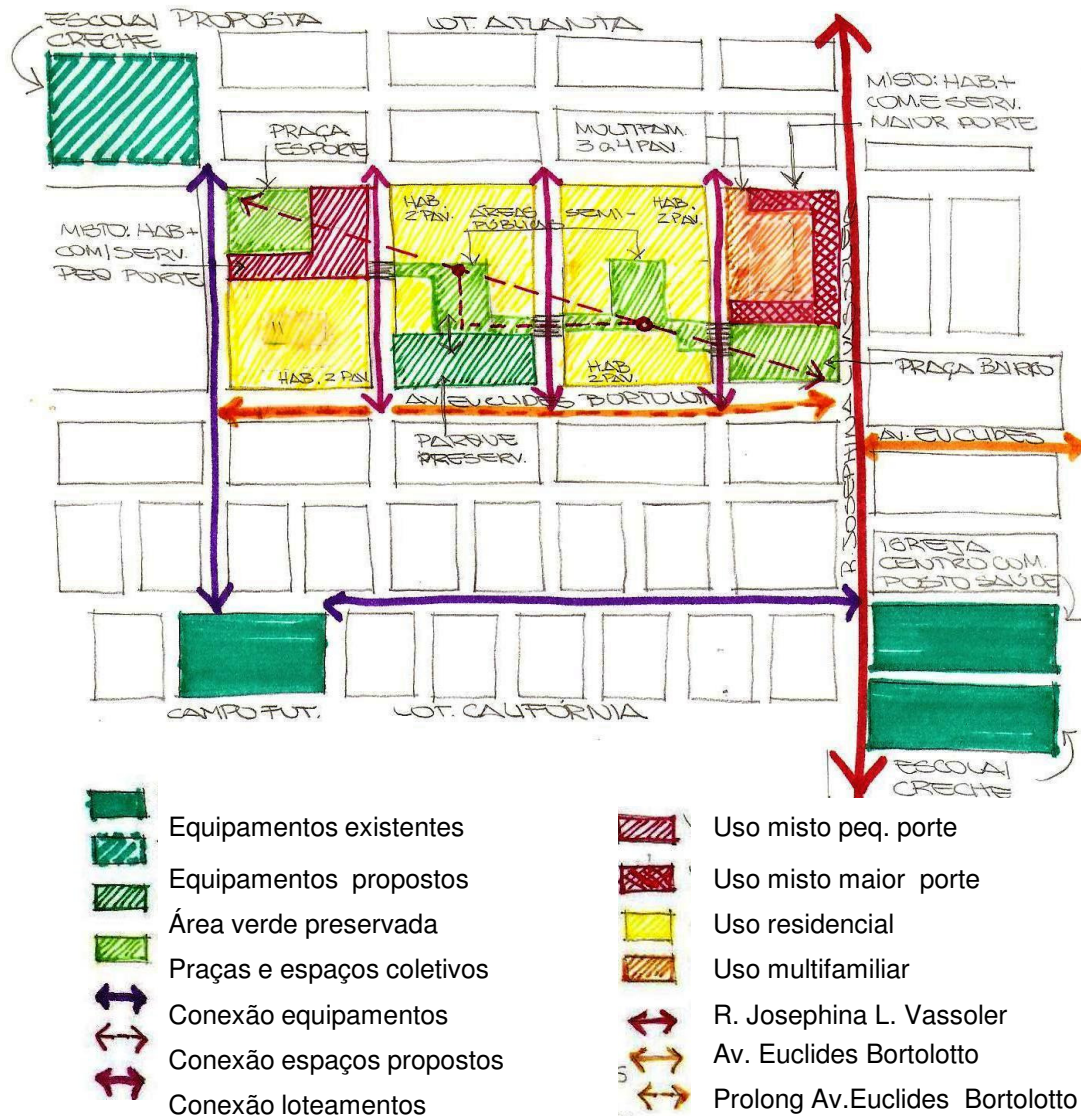 ESCOLA/ PROPOSTA
CRECHE
LOT. ATLANTA
MISTO: HAB.+
COM.E SERV.
MAIOR PORTE
PRAÇA
ESPORTE
MULTIFAM.
3 a 4 PAV.
MISTO: HAB+
COM/SERV.
PEQ PORTE
HAB.
2 PAV.
ÁREAS SEMI-
PÚBLICAS
HAB.
2 PAV.
HAB. 2 PAV
HAB
2 PAV.
PRAÇA BAIRRO
AV. EUCLIDES BORTOLOTTO
PARQUE
PRESERV.
AV. EUCLIDES
R. JOSEPHINA L. VASSOLER
IGREJA
CENTRO COM.
POSTO SAÚDE
CAMPO FUT.
LOT. CALIFÓRNIA
ESCOLA/
CRECHE
Equipamentos existentes
Equipamentos propostos
Área verde preservada
Praças e espaços coletivos
Conexão equipamentos
Conexão espaços propostos
Conexão loteamentos
Uso misto peq. porte
Uso misto maior porte
Uso residencial
Uso multifamiliar
R. Josephina L. Vassoler
Av. Euclides Bortolotto
Prolong Av.Euclides Bortolotto